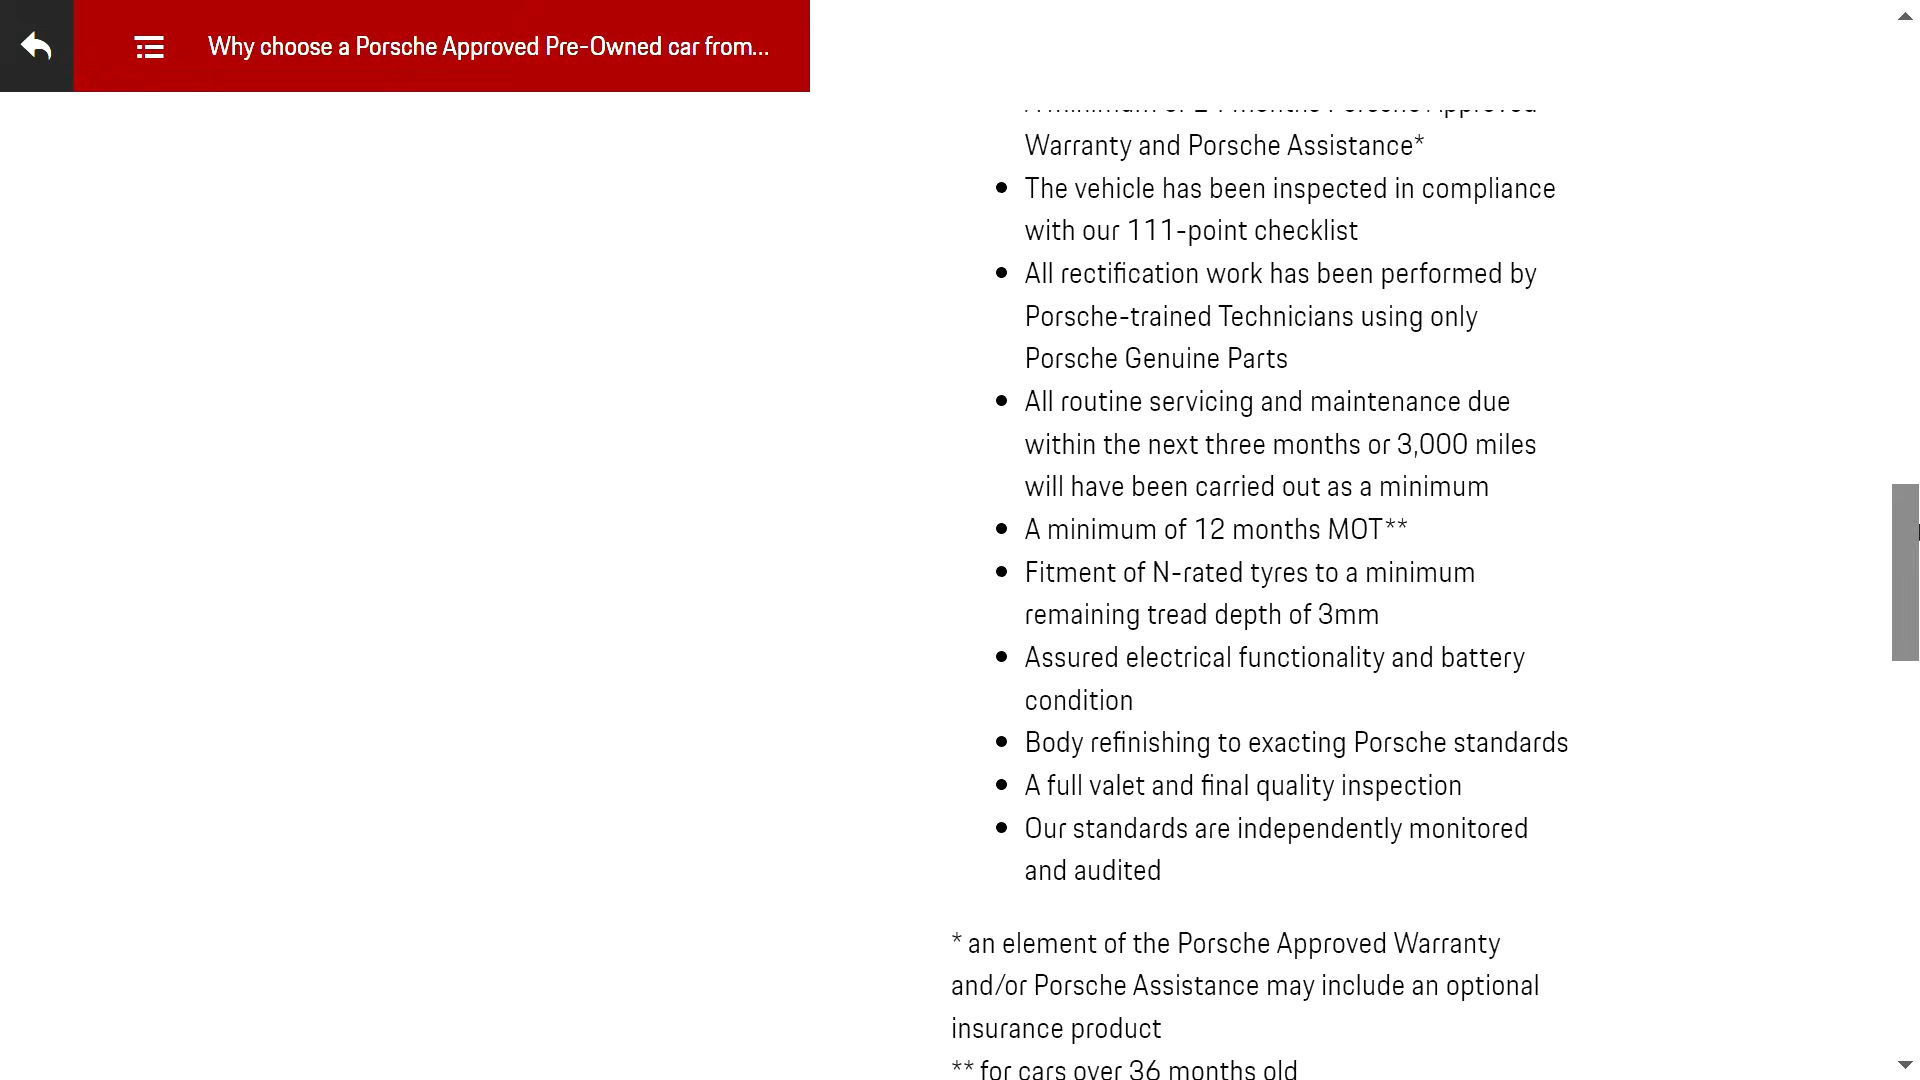 Why choose a Porsche Approved Pre-Owned car from...
A minimum of 24 months Porsche Approved
Warranty and Porsche Assistance*
The vehicle has been inspected in compliance
with our 111-point checklist
All rectification work has been performed by
Porsche-trained Technicians using only
Porsche Genuine Parts
All routine servicing and maintenance due
within the next three months or 3,000 miles
will have been carried out as a minimum
A minimum of 12 months MOT**
Fitment of N-rated tyres to a minimum
remaining tread depth of 3mm
Assured electrical functionality and battery
condition
Body refinishing to exacting Porsche standards
A full valet and final quality inspection
Our standards are independently monitored
and audited
* an element of the Porsche Approved Warranty
and/or Porsche Assistance may include an optional
insurance product
** for cars over 36 months old